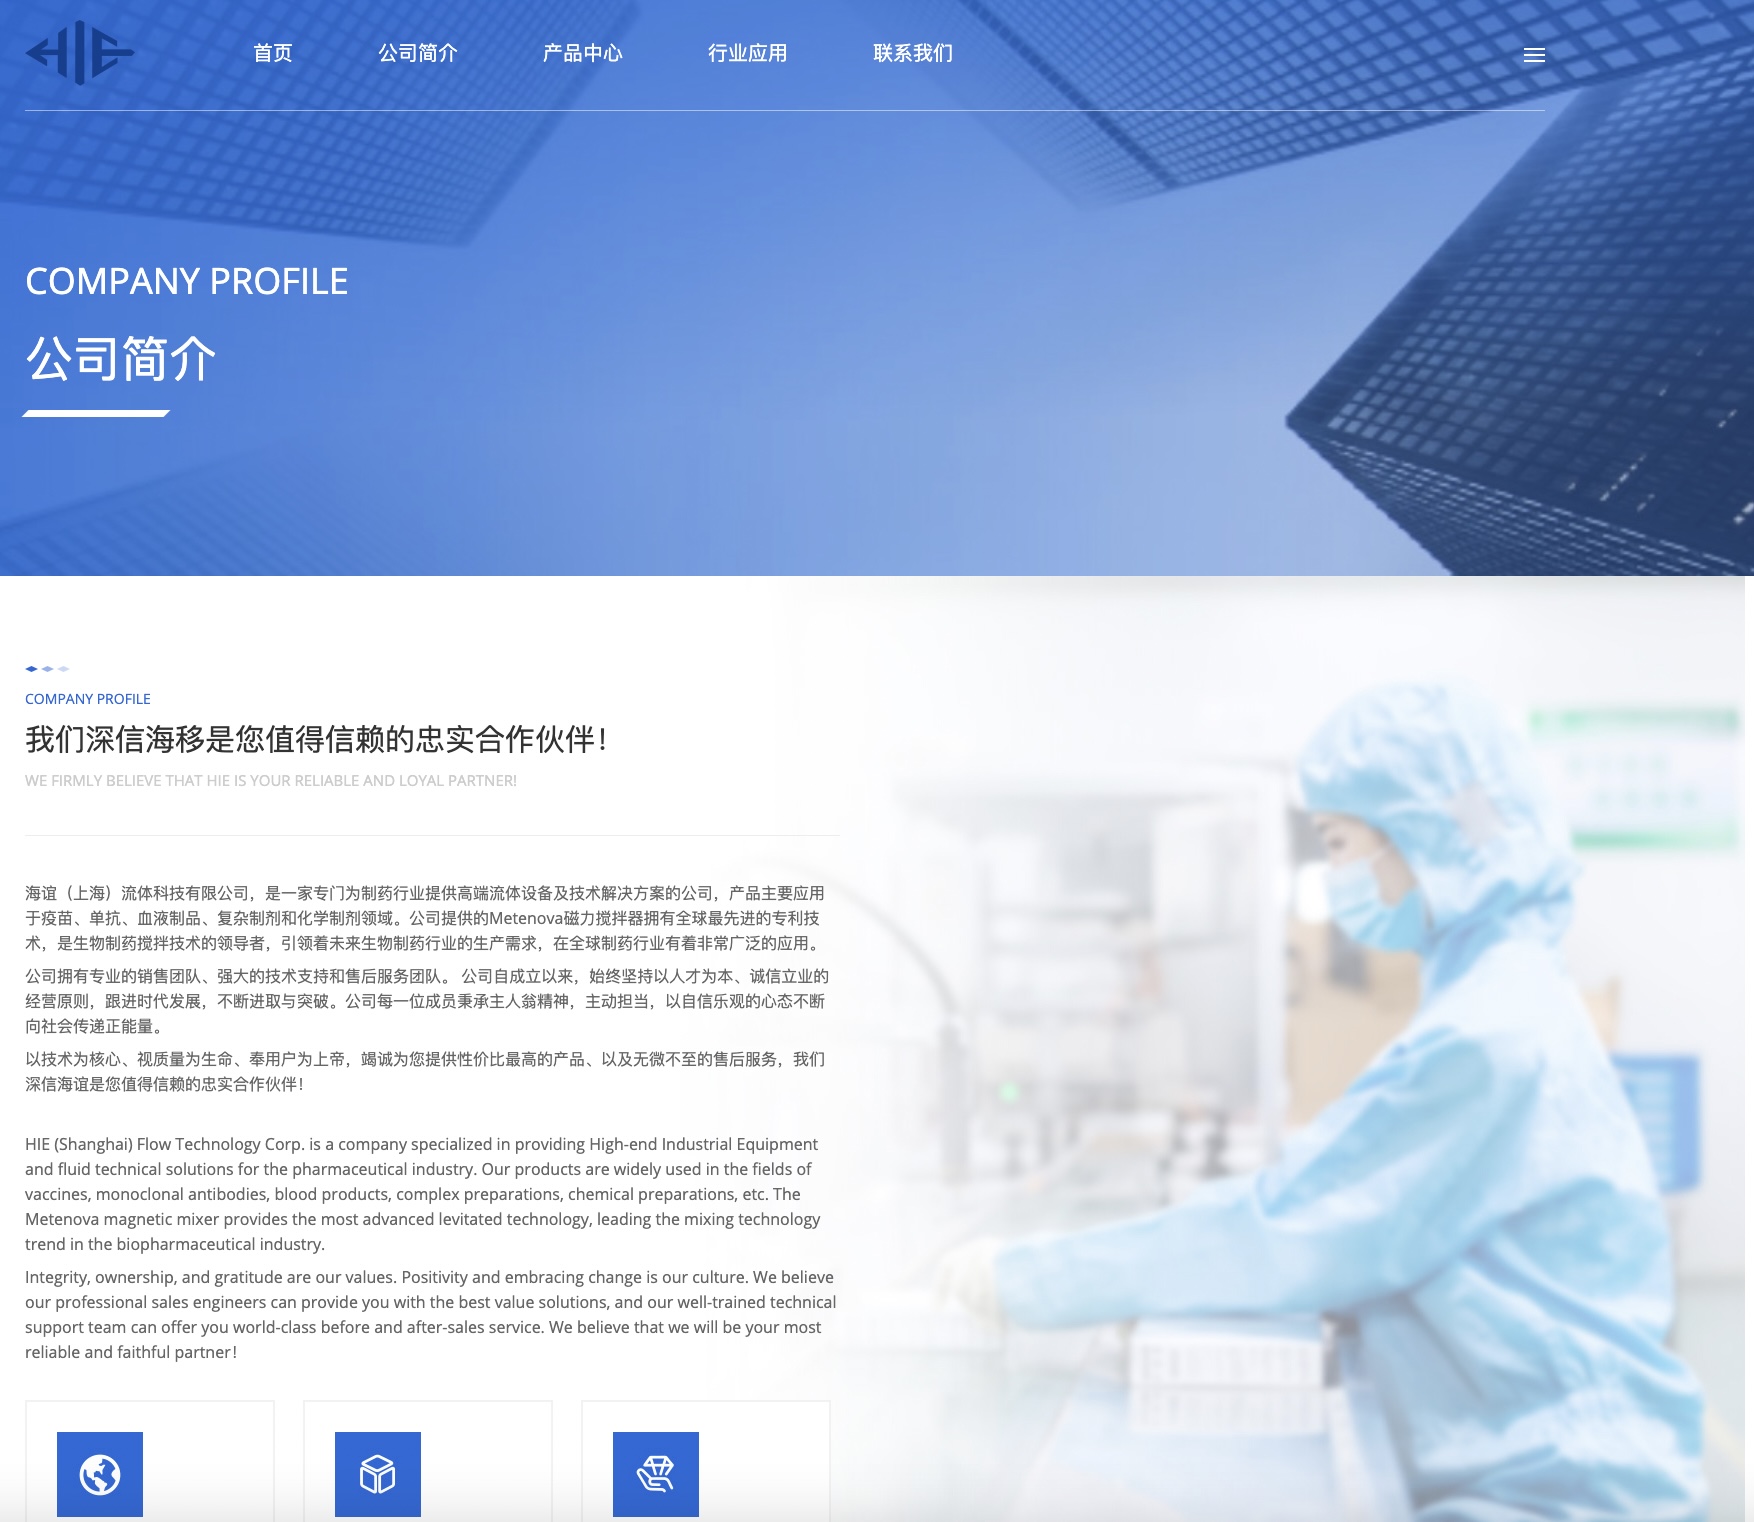 HIE
首页 公司简介 产品中心 行业应用 联系我们
COMPANY PROFILE
公司简介
COMPANY PROFILE
我们深信海移是您值得信赖的忠实合作伙伴!
WE FIRMLY BELIEVE THAT HIE IS YOUR RELIABLE AND LOYAL PARTNER!
海谊（上海）流体科技有限公司，是一家专门为制药行业提供高端流体设备及技术解决方案的公司，产品主要应用
于疫苗、单抗、血液制品、复杂制剂和化学制剂领域。公司提供的Metenova磁力搅拌器拥有全球最先进的专利技
术，是生物制药搅拌技术的领导者，引领着未来生物制药行业的生产需求，在全球制药行业有着非常广泛的应用。
公司拥有专业的销售团队、强大的技术支持和售后服务团队。 公司自成立以来，始终坚持以人才为本、诚信立业的
经营原则，跟进时代发展，不断进取与突破。公司每一位成员秉承主人翁精神，主动担当，以自信乐观的心态不断
向社会传递正能量。
以技术为核心、视质量为生命、奉用户为上帝，竭诚为您提供性价比最高的产品、以及无微不至的售后服务，我们
深信海谊是您值得信赖的忠实合作伙伴!
HIE (Shanghai) Flow Technology Corp. is a company specialized in providing High-end Industrial Equipment
and fluid technical solutions for the pharmaceutical industry. Our products are widely used in the fields of
vaccines, monoclonal antibodies, blood products, complex preparations, chemical preparations, etc. The
Metenova magnetic mixer provides the most advanced levitated technology, leading the mixing technology
trend in the biopharmaceutical industry.
Integrity, ownership, and gratitude are our values. Positivity and embracing change is our culture. We believe
our professional sales engineers can provide you with the best value solutions, and our well-trained technical
support team can offer you world-class before and after-sales service. We believe that we will be your most
reliable and faithful partner!